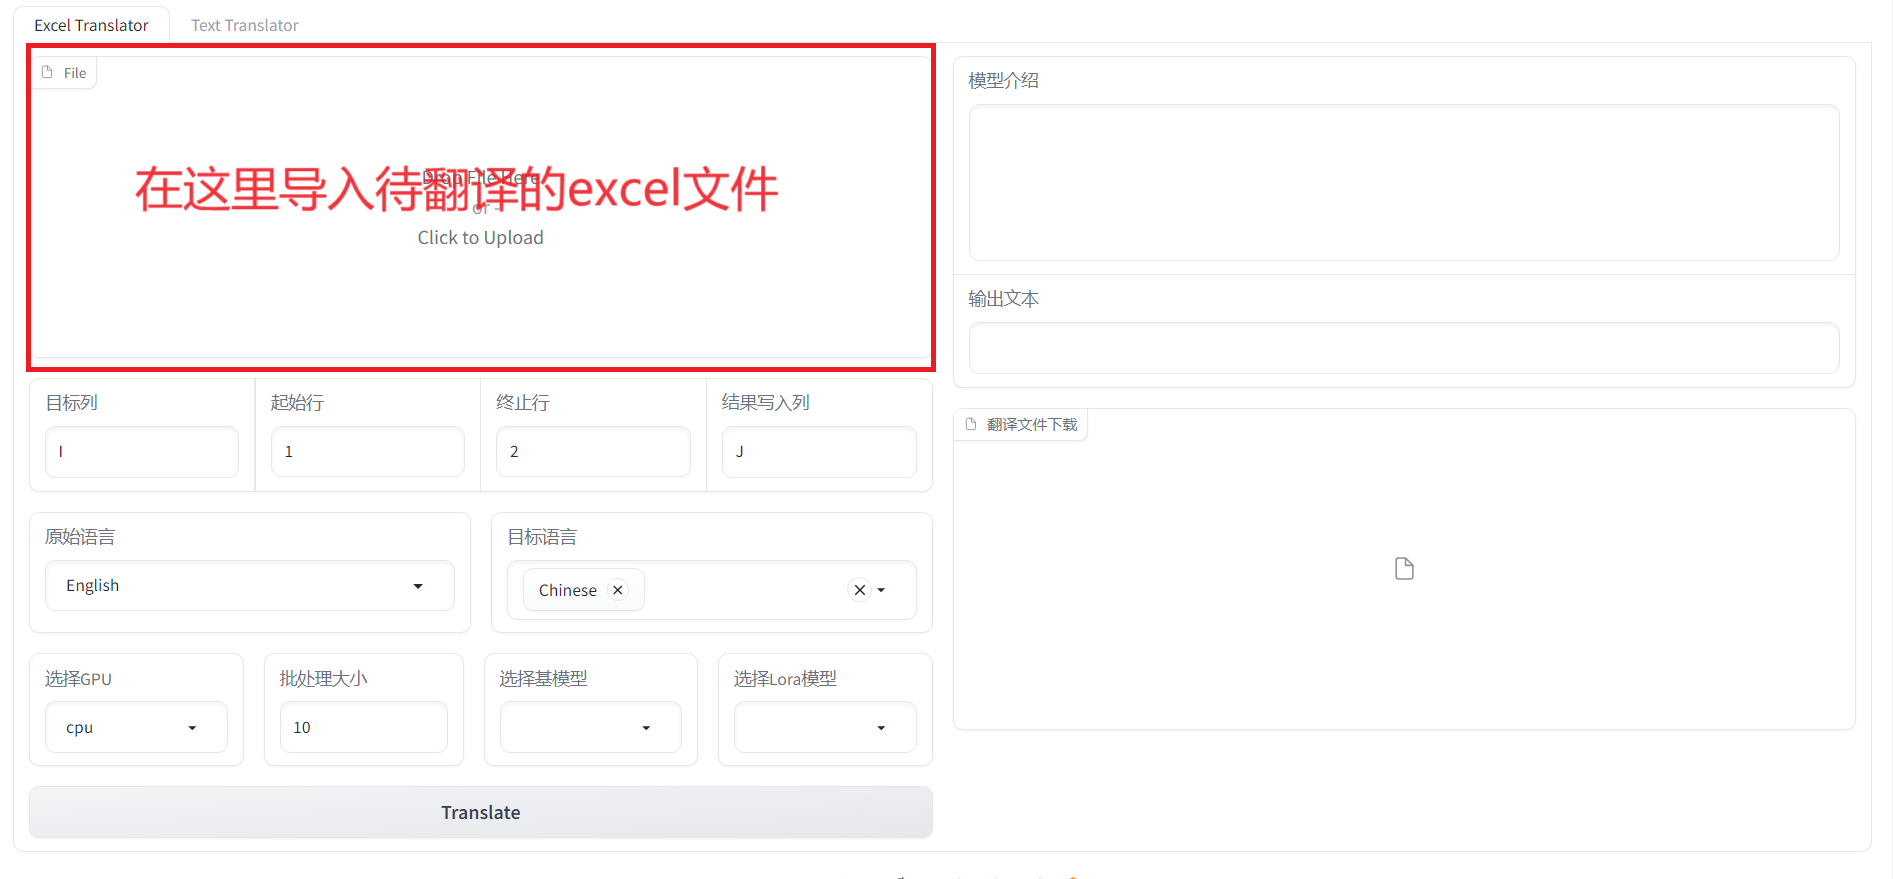 Excel Translator
Text Translator
File
Drop File Here
- or -
在这里导入待翻译的excel文件
Click to Upload
目标列
起始行
终止行
结果写入列
I
1
2
J
原始语言
目标语言
English
Chinese
选择GPU
批处理大小
选择基模型
选择Lora模型
cpu
10
Translate
模型介绍
输出文本
翻译文件下载